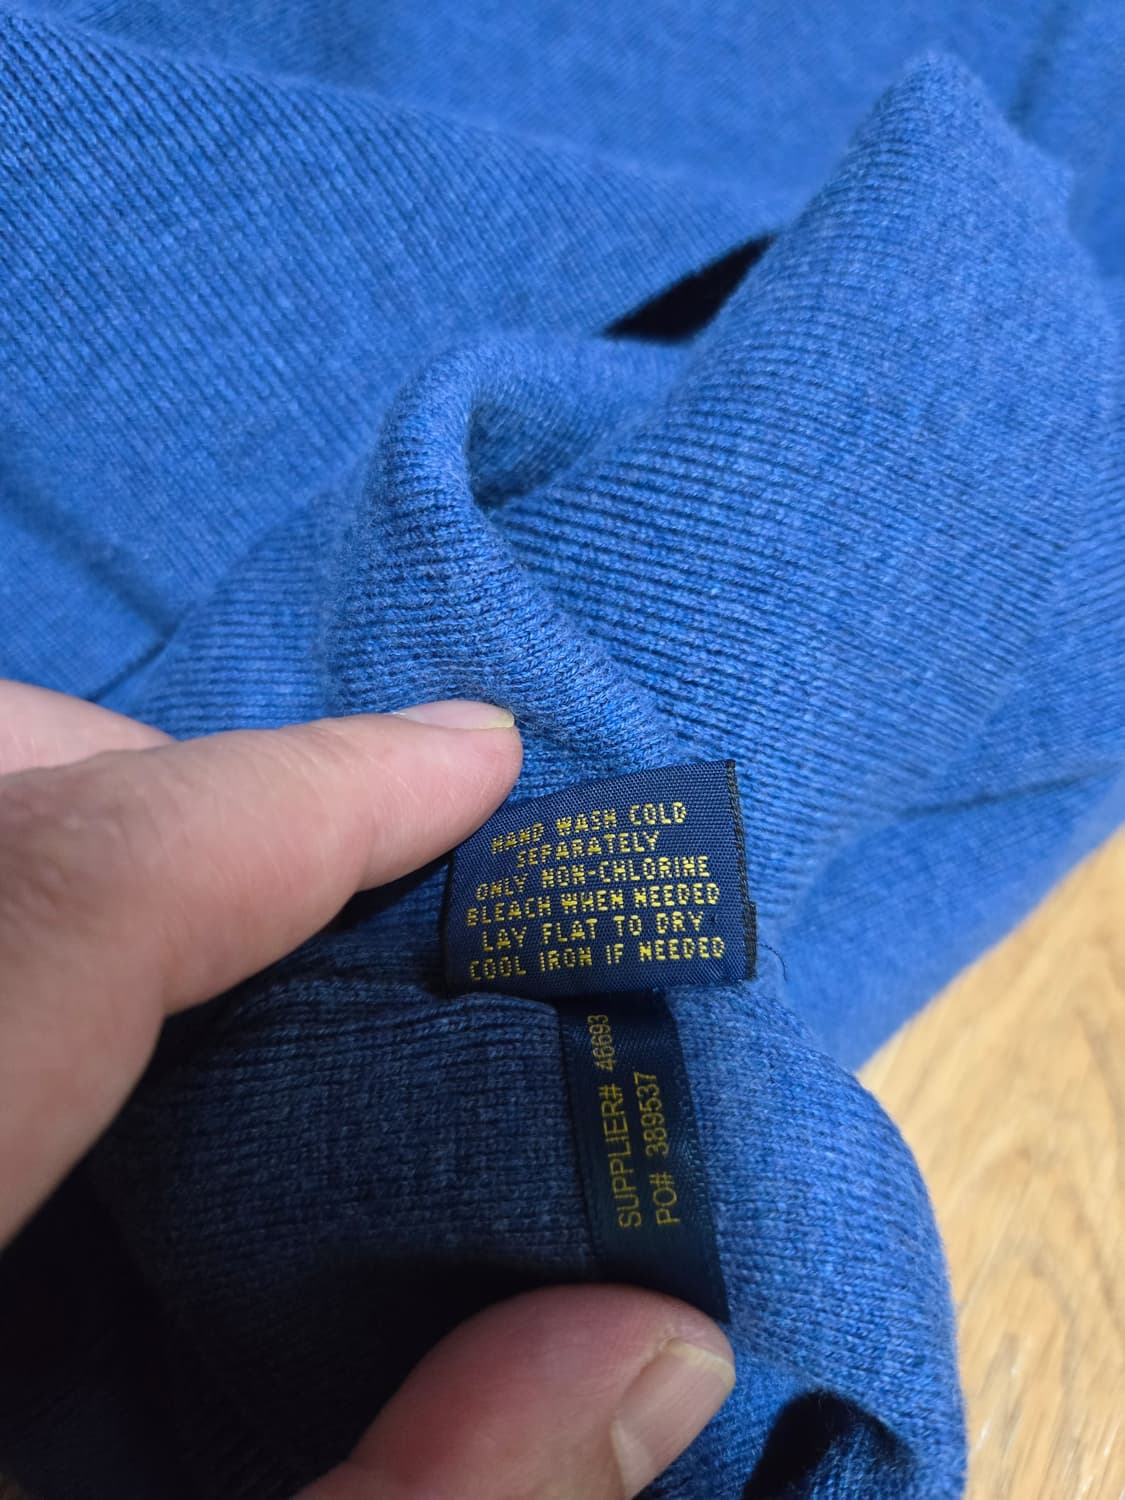 HAND WASH COLD
SEPARATELY
ONLY NON-CHLORINE
BLEACH WHEN NEEDED
LAY FLAT TO DRY
COOL IRON IF NEEDED
SUPPLIER# 46693
PO# 389537